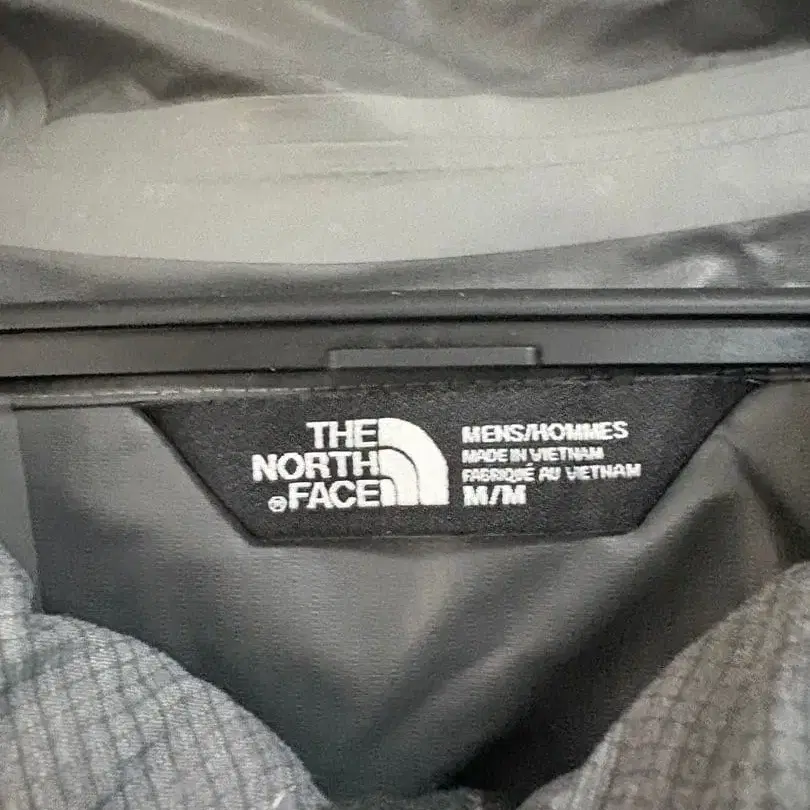 THE
NORTH
®FACE
MENS/HOMMES
MADE IN VIETNAM
FABRIQUÉ AU VIETNAM
M/M